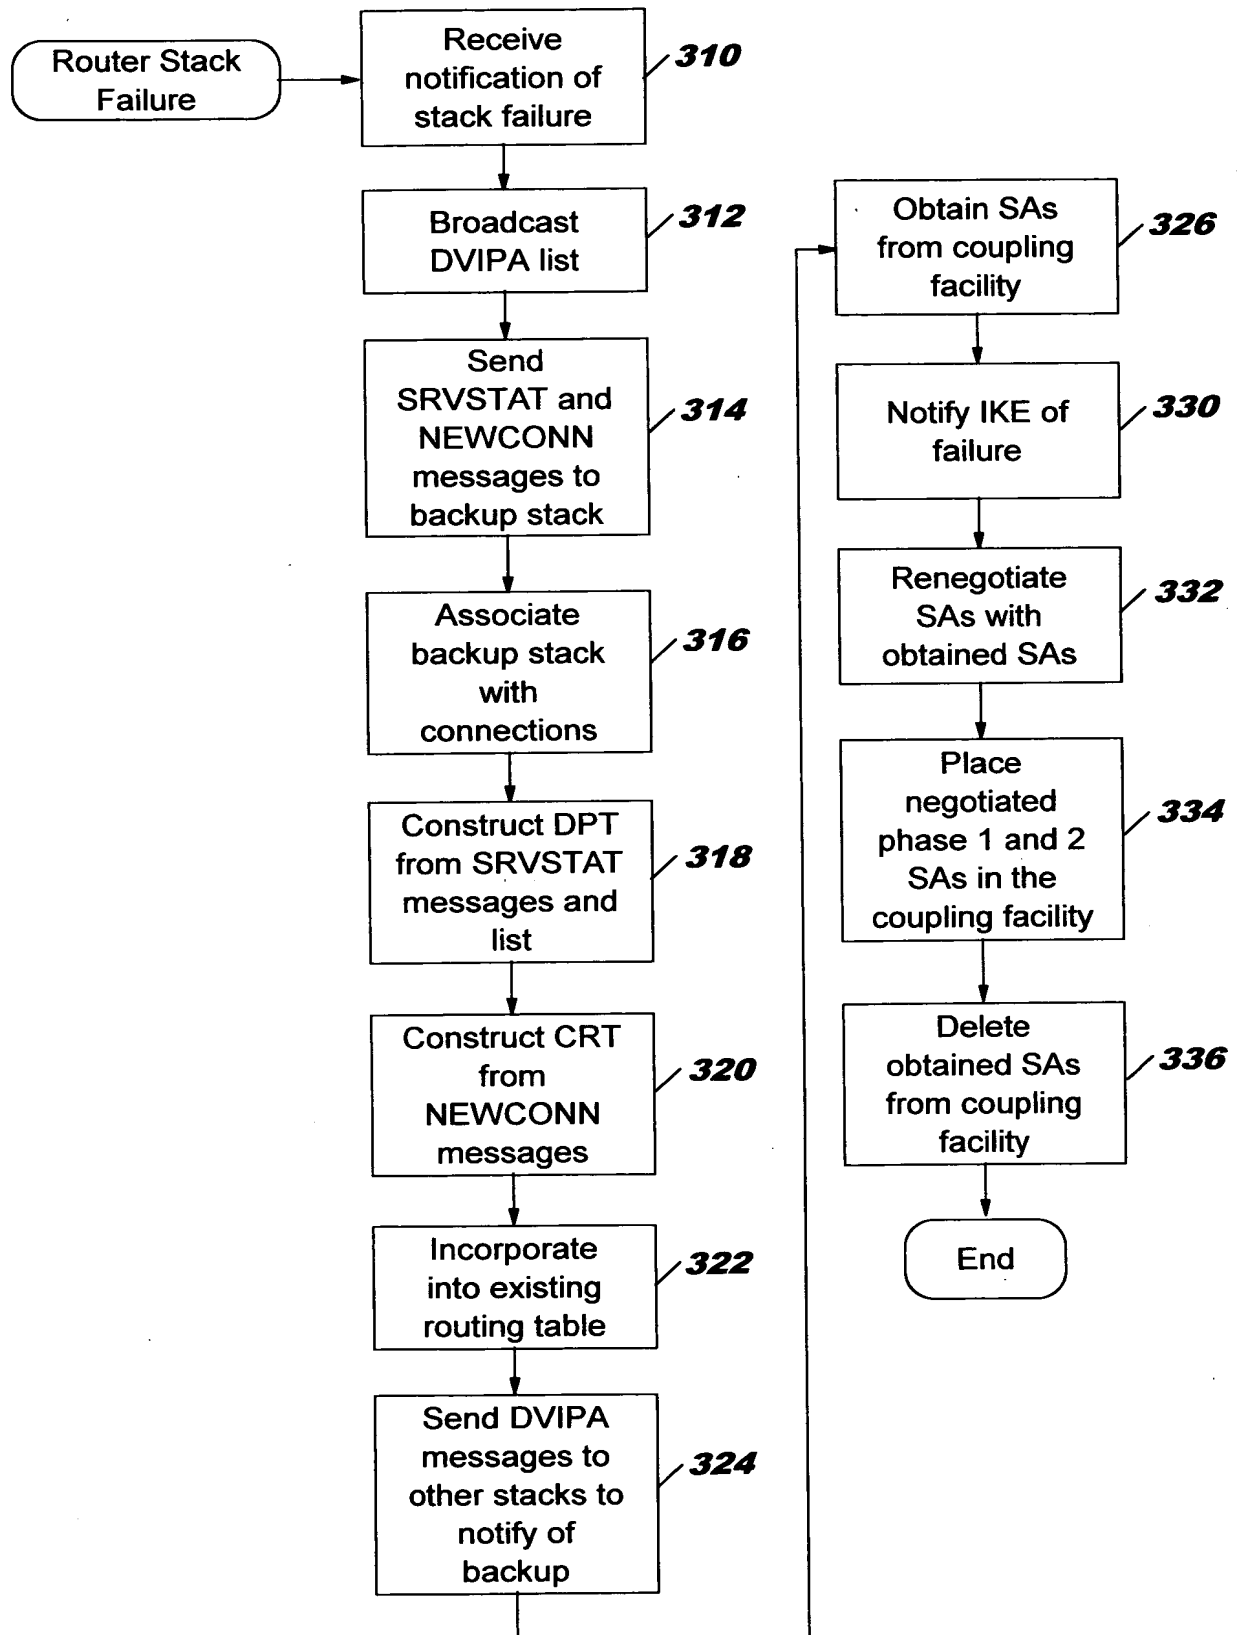 Router Stack
Failure
Receive
notification of
stack failure
310
Broadcast
DVIPA list
312
Send
SRVSTAT and
NEWCONN
messages to
backup stack
314
Associate
backup stack
with
connections
316
Construct DPT
from SRVSTAT
messages and
list
318
Construct CRT
from
NEWCONN
messages
320
Incorporate
into existing
routing table
322
Send DVIPA
messages to
other stacks to
notify of
backup
324
Obtain SAs
from coupling
facility
326
Notify IKE of
failure
330
Renegotiate
SAs with
obtained SAs
332
Place
negotiated
phase 1 and 2
SAs in the
coupling facility
334
Delete
obtained SAs
from coupling
facility
336
End